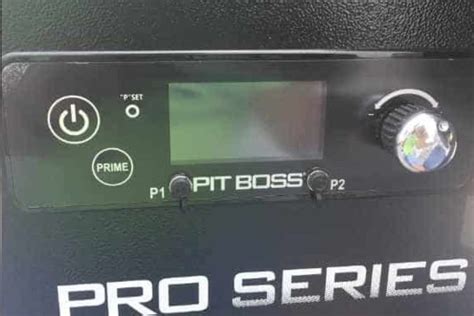 "P"SET
PRIME
P1 PIT BOSS® P2
PRO SERIES